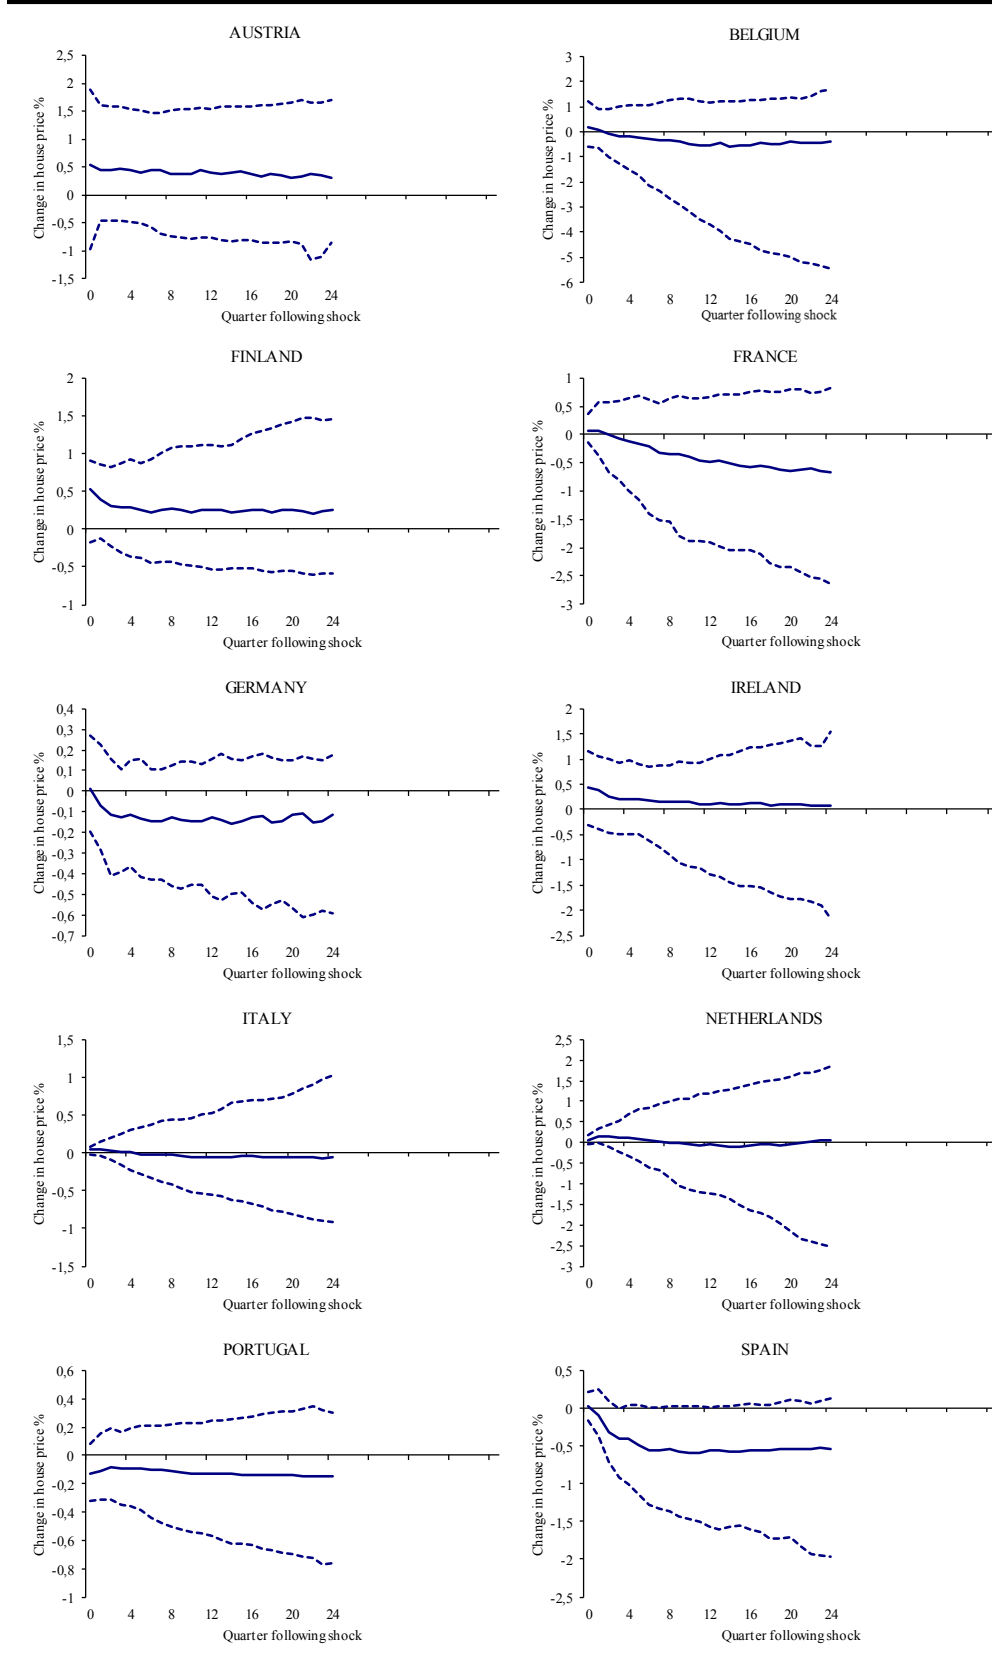 AUSTRIA
Change in house price %
2,5
2
1,5
1
0,5
0
-0,5
-1
-1,5
0 4 8 12 16 20 24
Quarter following shock
BELGIUM
Change in house price %
3
2
1
0
-1
-2
-3
-4
-5
-6
0 4 8 12 16 20 24
Quarter following shock
FINLAND
Change in house price %
2
1,5
1
0,5
0
-0,5
-1
0 4 8 12 16 20 24
Quarter following shock
FRANCE
Change in house price %
1
0,5
0
-0,5
-1
-1,5
-2
-2,5
-3
0 4 8 12 16 20 24
Quarter following shock
GERMANY
Change in house price %
0,4
0,3
0,2
0,1
0
-0,1
-0,2
-0,3
-0,4
-0,5
-0,6
-0,7
0 4 8 12 16 20 24
Quarter following shock
IRELAND
Change in house price %
2
1,5
1
0,5
0
-0,5
-1
-1,5
-2
-2,5
0 4 8 12 16 20 24
Quarter following shock
ITALY
Change in house price %
1,5
1
0,5
0
-0,5
-1
-1,5
0 4 8 12 16 20 24
Quarter following shock
NETHERLANDS
Change in house price %
2,5
2
1,5
1
0,5
0
-0,5
-1
-1,5
-2
-2,5
-3
0 4 8 12 16 20 24
Quarter following shock
PORTUGAL
Change in house price %
0,6
0,4
0,2
0
-0,2
-0,4
-0,6
-0,8
-1
0 4 8 12 16 20 24
Quarter following shock
SPAIN
Change in house price %
0,5
0
-0,5
-1
-1,5
-2
-2,5
0 4 8 12 16 20 24
Quarter following shock